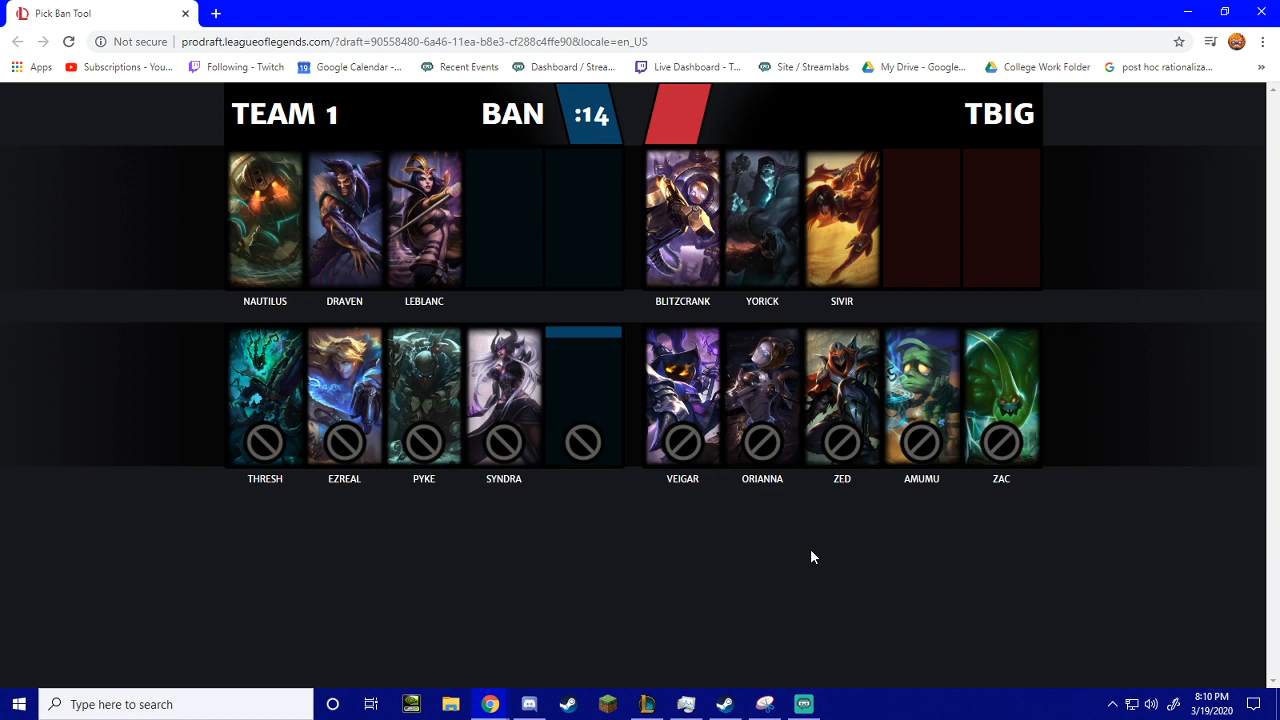 Pick Ban Tool
Not secure
prodraft.leagueoflegends.com/?draft=90558480-6a46-11ea-b8e3-cf288c4ffe90&locale=en_US
Apps
Subscriptions - You...
Following - Twitch
19
Google Calendar -...
Recent Events
Dashboard / Strea...
Live Dashboard - T...
Site / Streamlabs
My Drive - Google...
College Work Folder
post hoc rationaliza...
»
TEAM 1
BAN
:14
TBIG
NAUTILUS
DRAVEN
LEBLANC
BLITZCRANK
YORICK
SIVIR
THRESH
EZREAL
PYKE
SYNDRA
VEIGAR
ORIANNA
ZED
AMUMU
ZAC
Type here to search
8:10 PM
3/19/2020